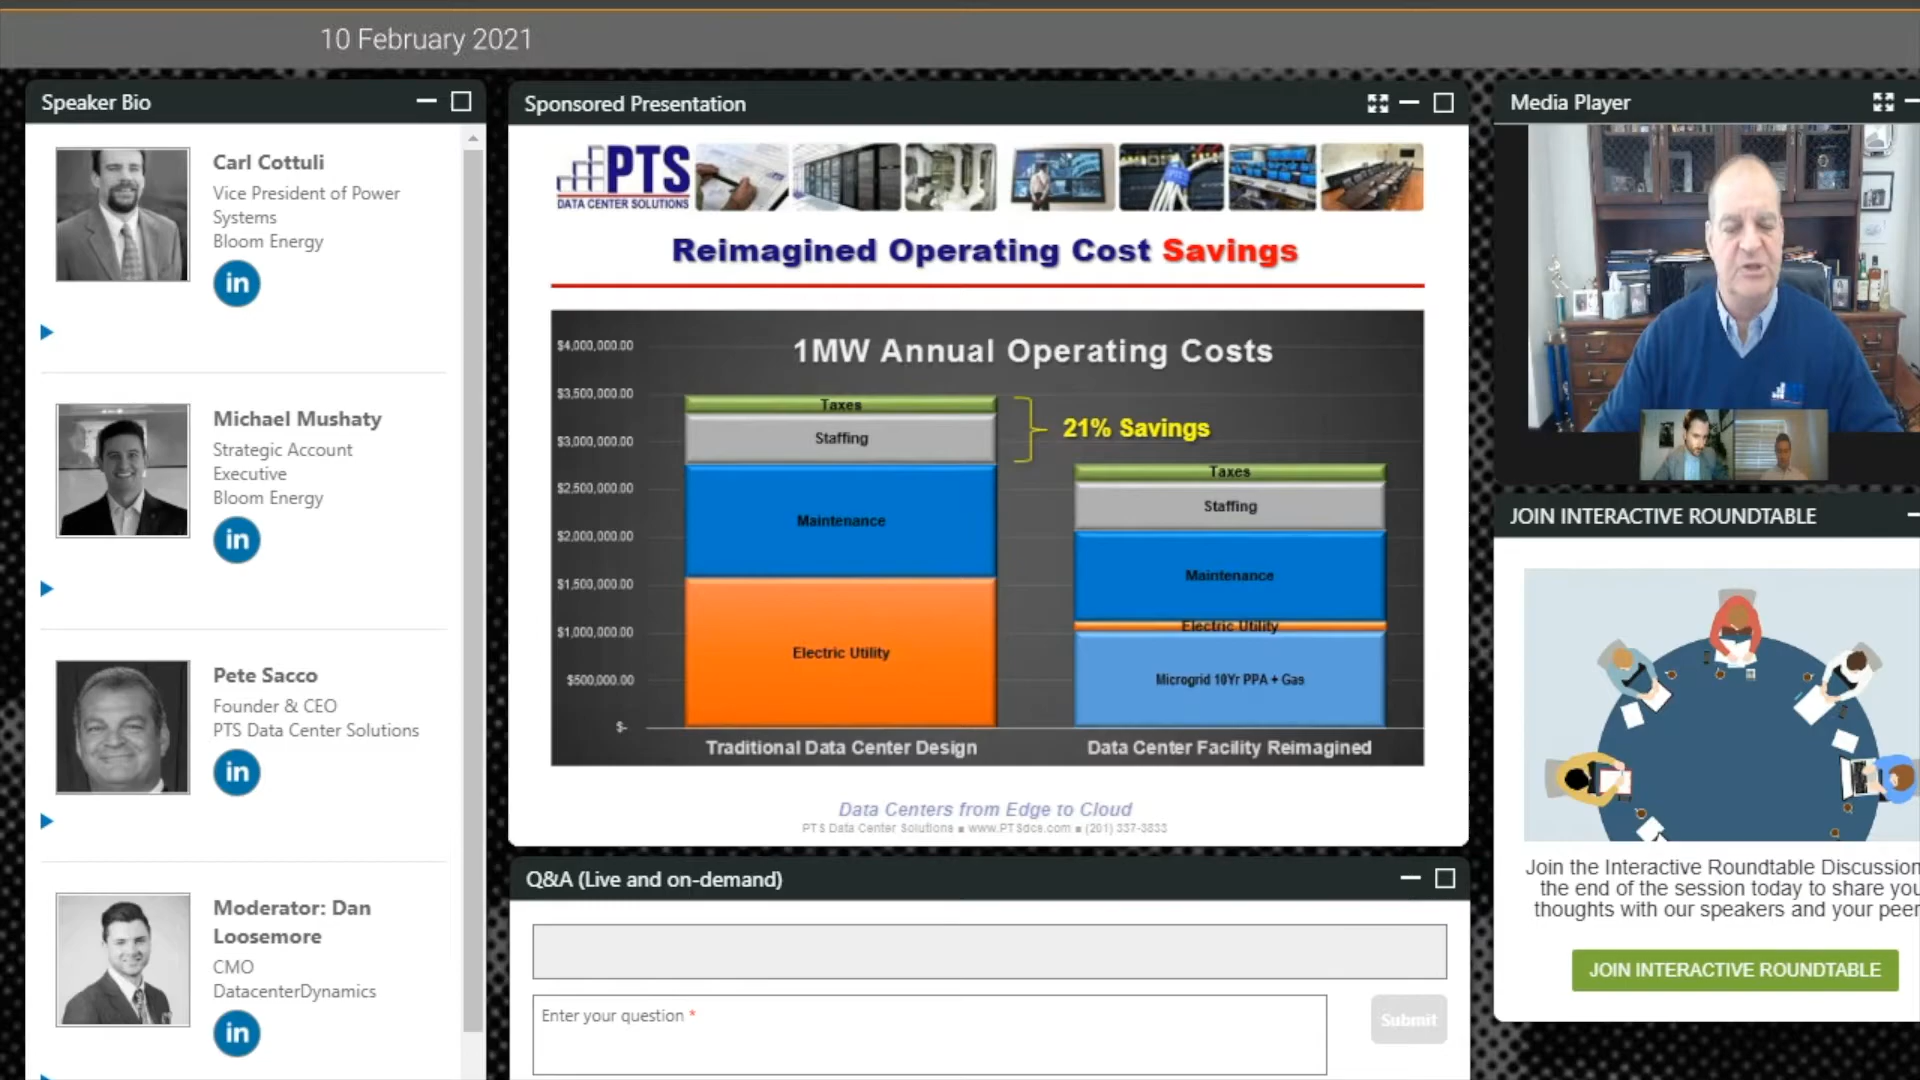 10 February 2021
Speaker Bio
Carl Cottuli
Vice President of Power
Systems
Bloom Energy
in
Michael Mushaty
Strategic Account
Executive
Bloom Energy
in
Pete Sacco
Founder & CEO
PTS Data Center Solutions
in
Moderator: Dan
Loosemore
CMO
DatacenterDynamics
in
Sponsored Presentation
PTS
DATA CENTER SOLUTIONS
Reimagined Operating Cost Savings
1MW Annual Operating Costs
$4,000,000.00
$3,500,000.00
$3,000,000.00
$2,500,000.00
$2,000,000.00
$1,500,000.00
$1,000,000.00
$500,000.00
$-
Taxes
Staffing
Maintenance
Electric Utility
21% Savings
Taxes
Staffing
Maintenance
Electric Utility
Microgrid 10Yr PPA + Gas
Traditional Data Center Design
Data Center Facility Reimagined
Data Centers from Edge to Cloud
PTS Data Center Solutions ■ www.PTSdcs.com ■ (201) 337-3833
Q&A (Live and on-demand)
Enter your question *
Submit
Media Player
JOIN INTERACTIVE ROUNDTABLE
Join the Interactive Roundtable Discussion
the end of the session today to share you
thoughts with our speakers and your peer
JOIN INTERACTIVE ROUNDTABLE